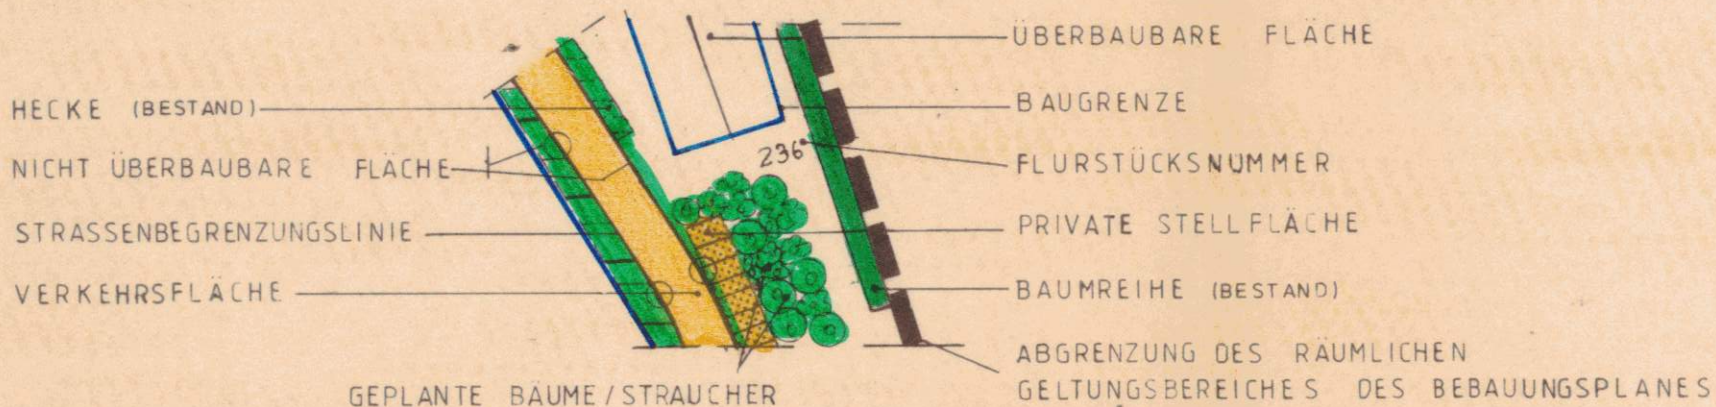 HECKE (BESTAND)
NICHT ÜBERBAUBARE FLÄCHE
STRASSENBEGRENZUNGSLINIE
VERKEHRSFLÄCHE
GEPLANTE BÄUME/STRAUCHER
236
ÜBERBAUBARE FLÄCHE
BAUGRENZE
FLURSTÜCKSNUMMER
PRIVATE STELLFLÄCHE
BAUMREIHE (BESTAND)
ABGRENZUNG DES RÄUMLICHEN
GELTUNGSBEREICHES DES BEBAUUNGSPLANES